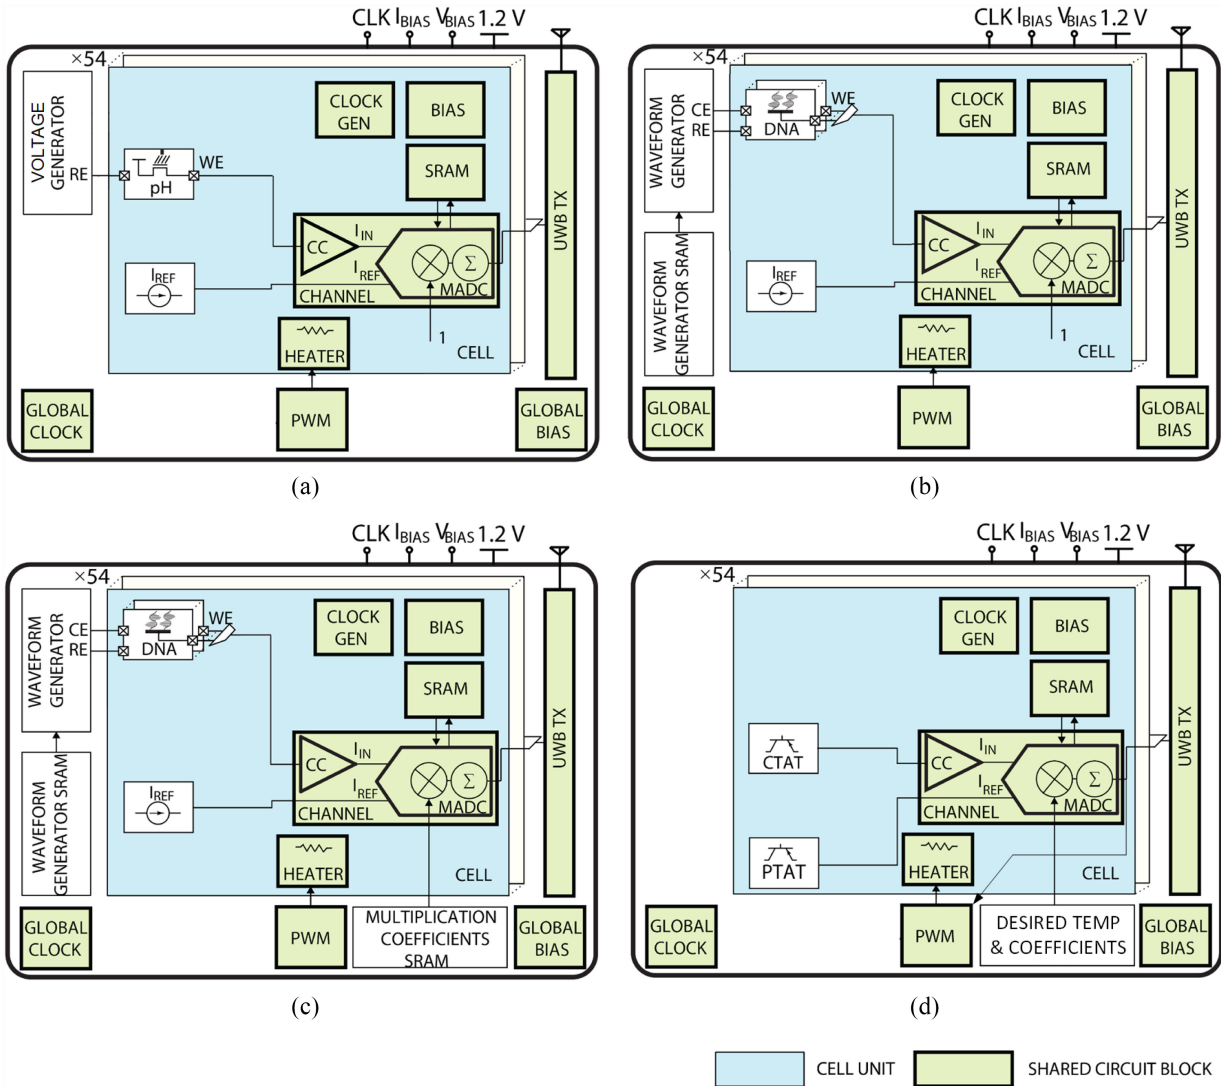 CLK I_BIAS V_BIAS 1.2 V
×54
VOLTAGE
GENERATOR
RE
pH
WE
CLOCK
GEN
BIAS
SRAM
UWB TX
CC
I_IN
I_REF
Σ
MADC
CHANNEL
I_REF
1
HEATER
CELL
GLOBAL
CLOCK
PWM
GLOBAL
BIAS
(a)
CLK I_BIAS V_BIAS 1.2 V
×54
WAVEFORM
GENERATOR
CE
RE
DNA
WE
CLOCK
GEN
BIAS
SRAM
UWB TX
WAVEFORM
GENERATOR SRAM
CC
I_IN
I_REF
Σ
MADC
CHANNEL
I_REF
1
HEATER
CELL
GLOBAL
CLOCK
PWM
GLOBAL
BIAS
(b)
CLK I_BIAS V_BIAS 1.2 V
×54
WAVEFORM
GENERATOR
CE
RE
DNA
WE
CLOCK
GEN
BIAS
SRAM
UWB TX
WAVEFORM
GENERATOR SRAM
CC
I_IN
I_REF
Σ
MADC
CHANNEL
I_REF
HEATER
CELL
GLOBAL
CLOCK
PWM
MULTIPLICATION
COEFFICIENTS
SRAM
GLOBAL
BIAS
(c)
CLK I_BIAS V_BIAS 1.2 V
×54
CLOCK
GEN
BIAS
SRAM
UWB TX
CTAT
CC
I_IN
I_REF
Σ
MADC
CHANNEL
PTAT
HEATER
CELL
GLOBAL
CLOCK
PWM
DESIRED TEMP
& COEFFICIENTS
GLOBAL
BIAS
(d)
CELL UNIT
SHARED CIRCUIT BLOCK